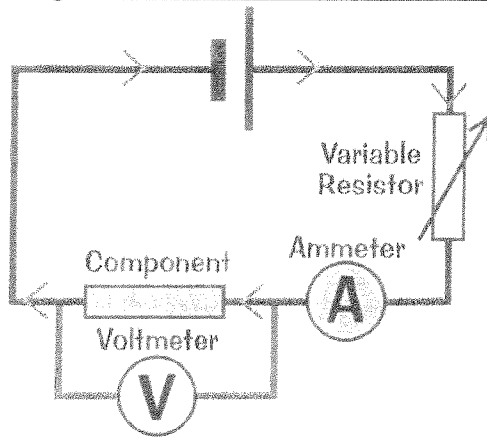 Variable
Resistor
Ammeter
A
Component
Voltmeter
V